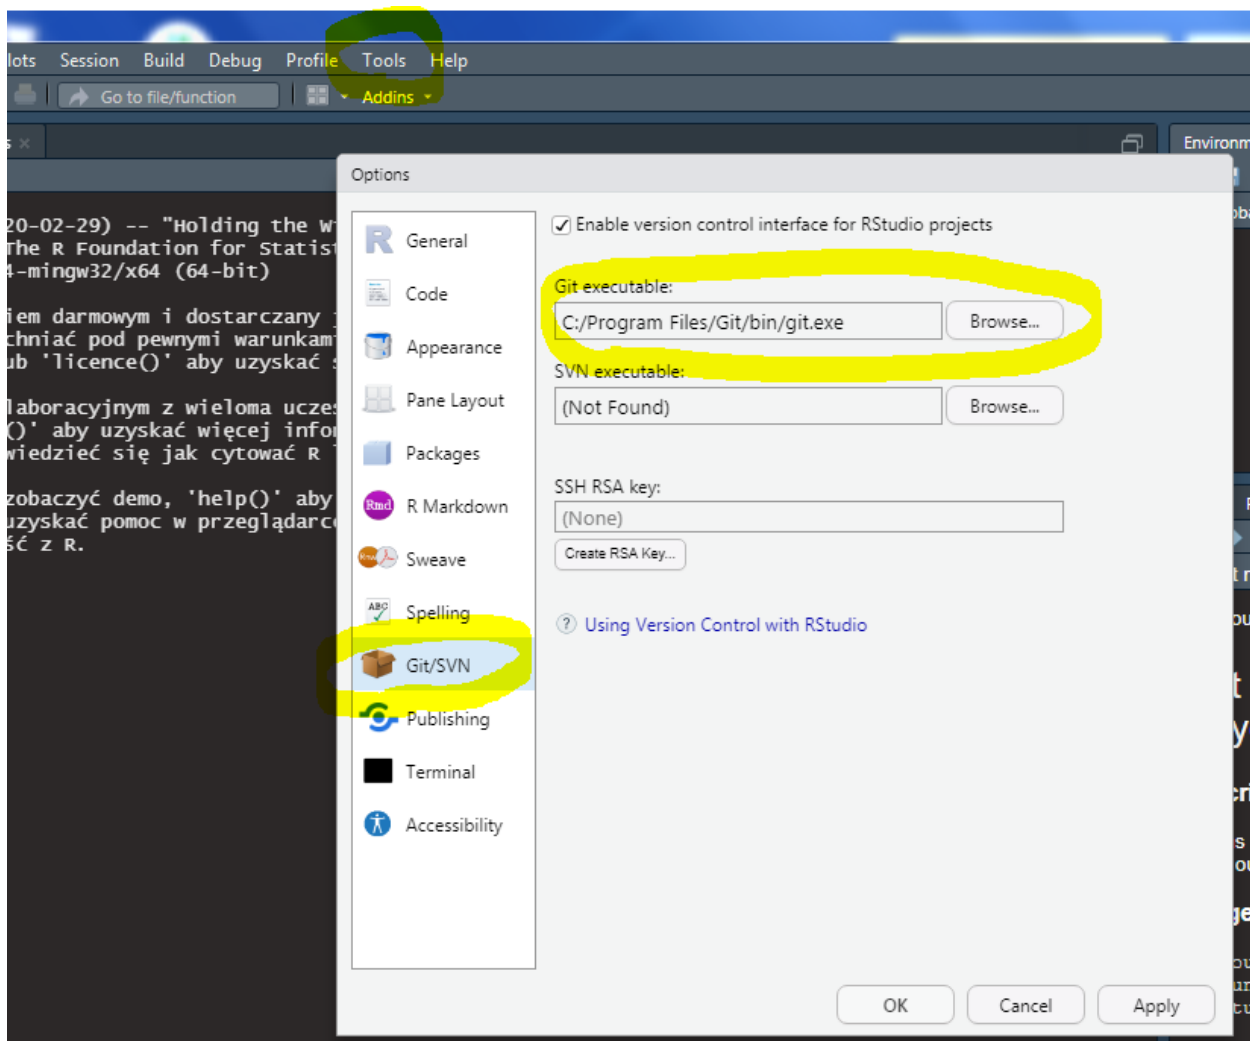 lots Session Build Debug Profile Tools Help
Go to file/function Addins
Environm
Options
20-02-29) -- "Holding the W
The R Foundation for Statist
4-mingw32/x64 (64-bit)
iem darmowym i dostarczany
chniać pod pewnymi warunkam
ub 'licence()' aby uzyskać
laboracyjnym z wieloma ucze
()' aby uzyskać więcej info
wiedzieć się jak cytować R
zobaczyć demo, 'help()' aby
uzyskać pomoc w przeglądarc
ść z R.
General
Code
Appearance
Pane Layout
Packages
Rmd R Markdown
Sweave
ABC Spelling
Git/SVN
Publishing
Terminal
Accessibility
Enable version control interface for RStudio projects
Git executable:
C:/Program Files/Git/bin/git.exe Browse...
SVN executable:
(Not Found) Browse...
SSH RSA key:
(None)
Create RSA Key...
? Using Version Control with RStudio
OK Cancel Apply